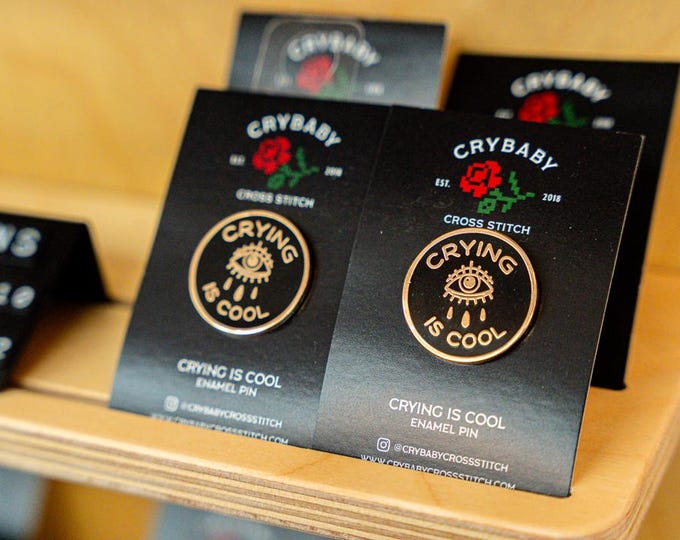 CRYBABY
CRYBABY
EST. 2018
CROSS STITCH
CRYING
IS COOL
CRYING IS COOL
ENAMEL PIN
@CRYBABYCROSSSTITCH
CRYBABY
CRYBABY
EST. 2018
CROSS STITCH
CRYING
IS COOL
CRYING IS COOL
ENAMEL PIN
@CRYBABYCROSSSTITCH
WWW.CRYBABYCROSSSTITCH